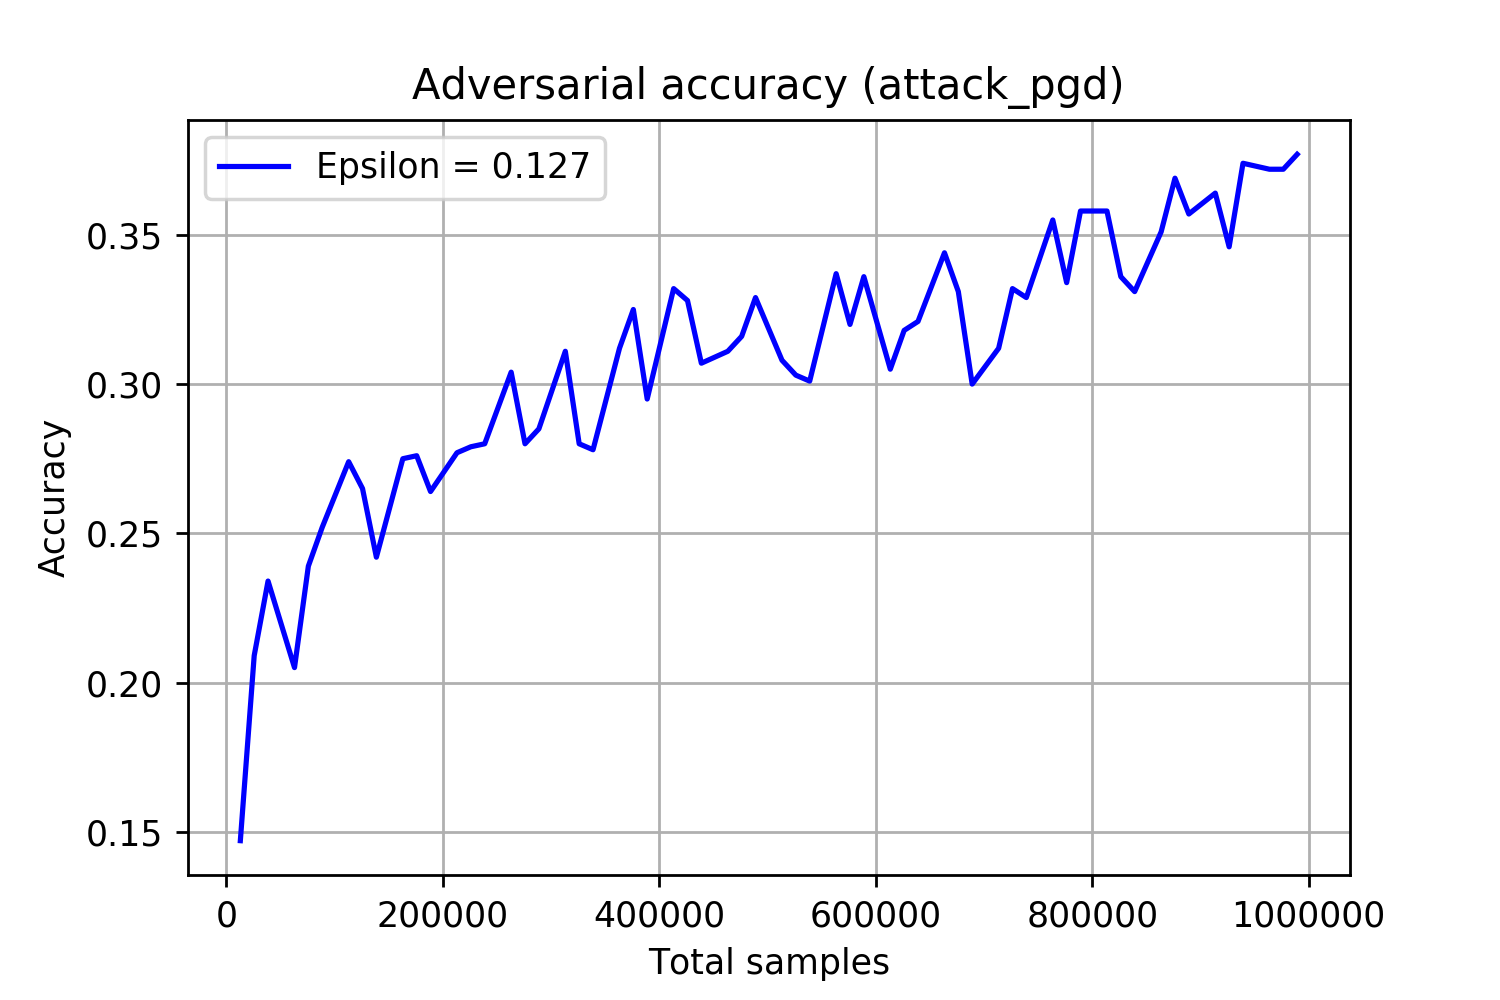 Adversarial accuracy (attack_pgd)
Epsilon = 0.127
Accuracy
0.35
0.30
0.25
0.20
0.15
0 200000 400000 600000 800000 1000000
Total samples